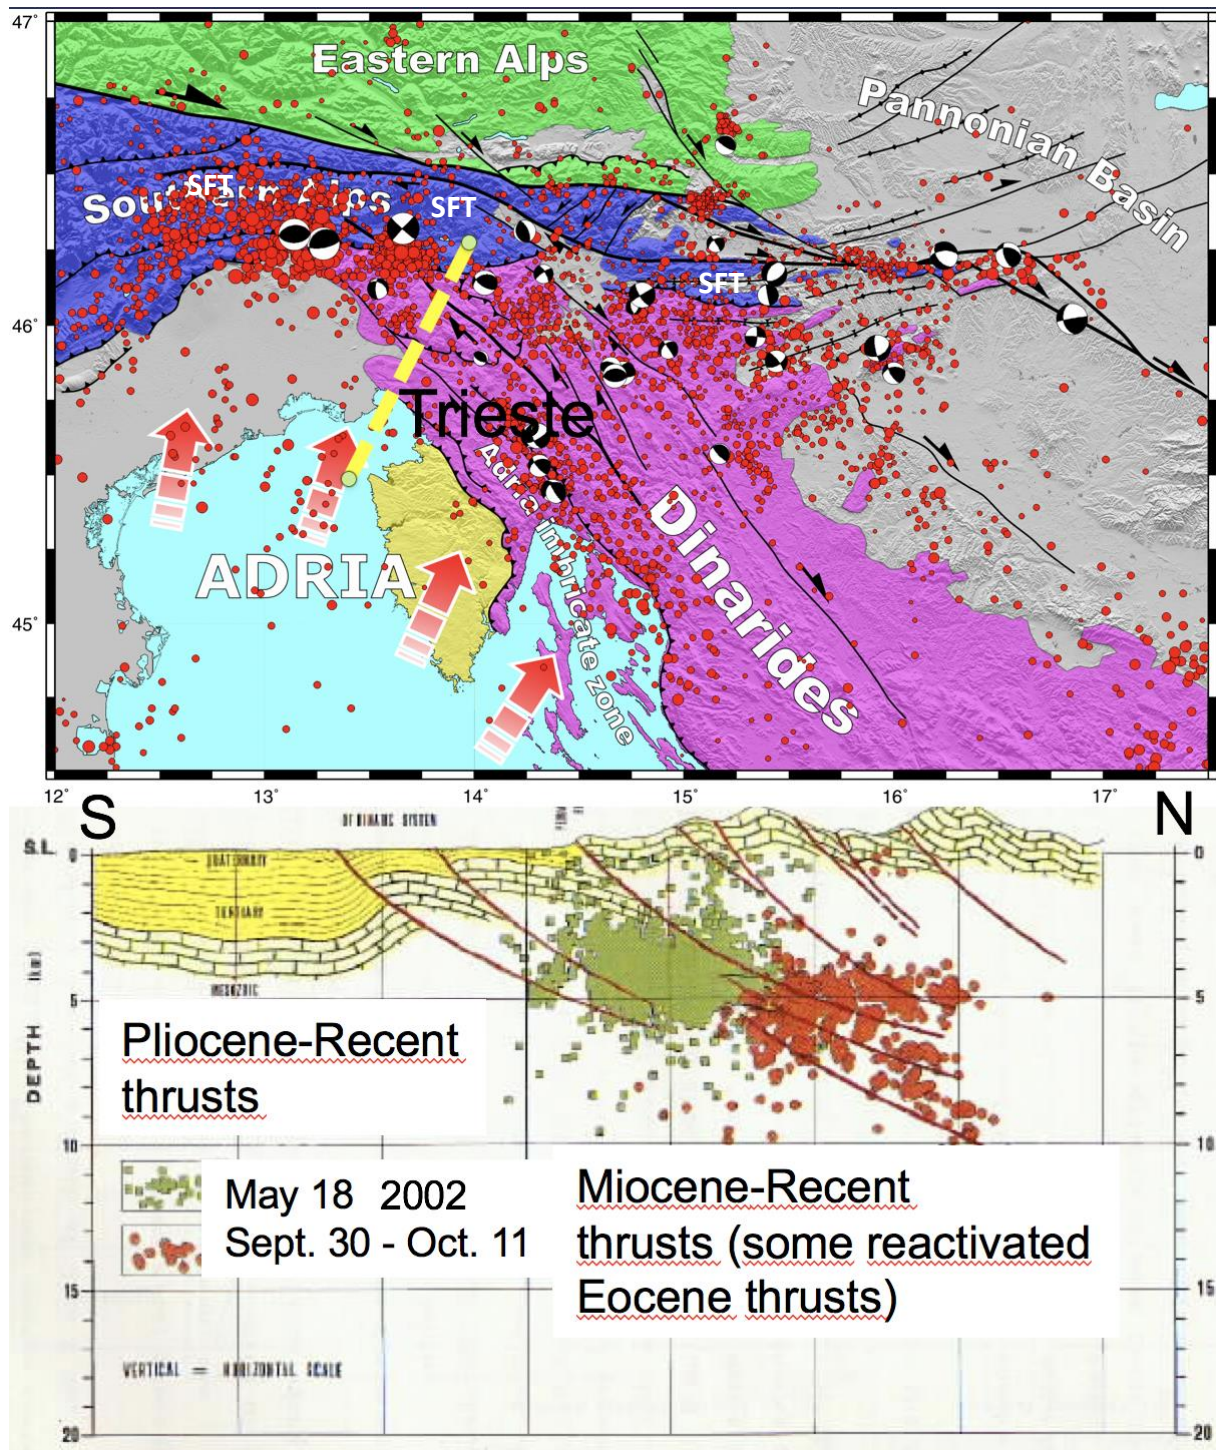 47°
Eastern Alps
Pannonian Basin
SFT
Southern Alps
SFT
SFT
46°
Trieste
Adria imbricate zone
Dinarides
ADRIA
45°
12°
13°
14°
15°
16°
17°
S
N
SYSTEM
S.L.
0
0
QUATERNARY
TERTIARY
MESOZOIC
DEPTH (km)
5
5
Pliocene-Recent
thrusts
10
10
May 18 2002
Sept. 30 - Oct. 11
Miocene-Recent
thrusts (some reactivated
Eocene thrusts)
15
15
VERTICAL = HORIZONTAL SCALE
20
20